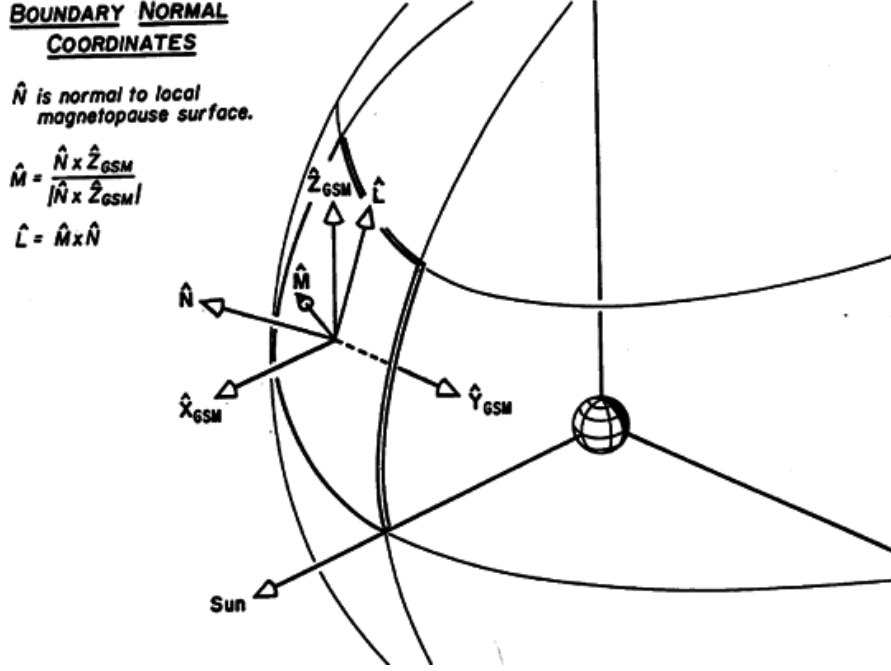 BOUNDARY NORMAL
COORDINATES
N̂ is normal to local
magnetopause surface.
M̂ = N̂ x Ẑ_GSM / |N̂ x Ẑ_GSM|
L̂ = M̂ x N̂
Ẑ_GSM L̂
M̂
N̂
X̂_GSM
Ŷ_GSM
Sun